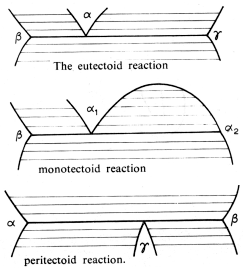 α
β γ
The eutectoid reaction
α₁
β α₂
monotectoid reaction
α β
γ
peritectoid reaction.